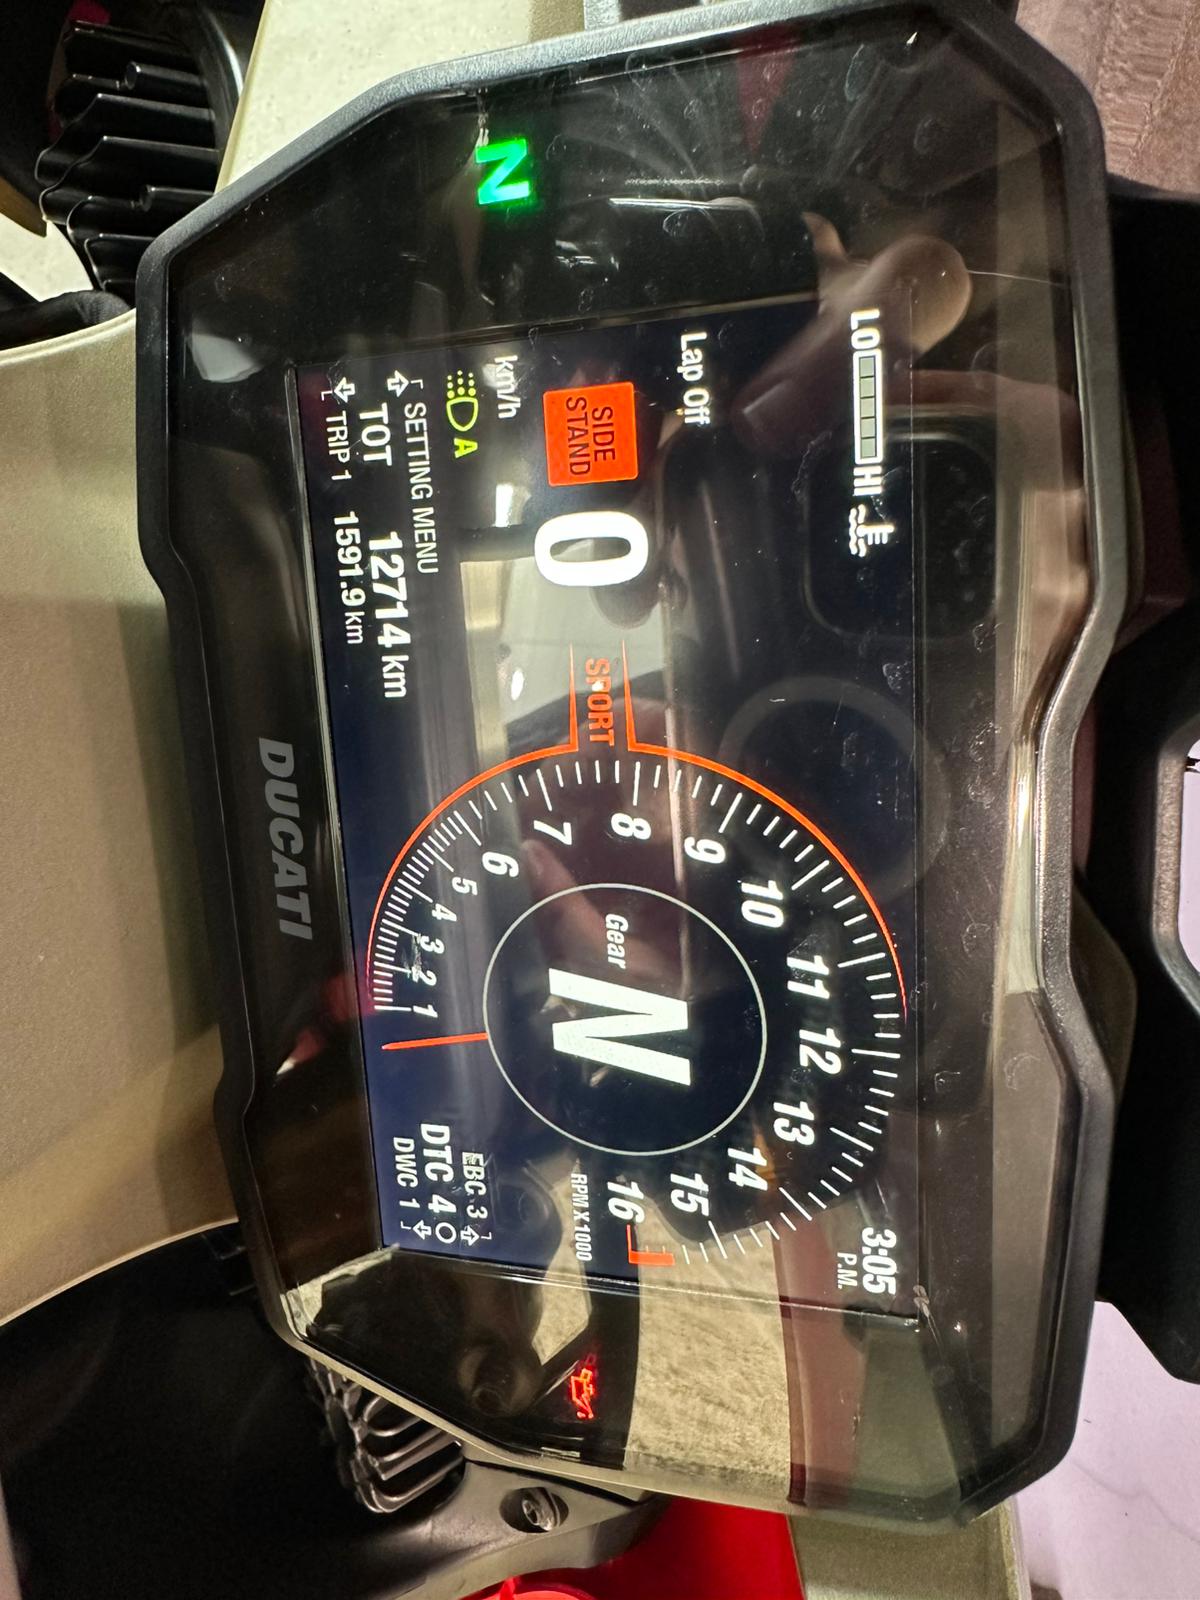 LO HI
3:05
P.M.
Lap Off
SIDE
STAND
0
km/h
SPORT
A
SETTING MENU
TOT 12714 km
TRIP 1 1591.9 km
1
2
3
4
5
6
7
8
9
10
11
12
13
14
15
16
RPM X 1000
Gear
N
EBC 3
DTC 4
DWC 1
N
DUCATI